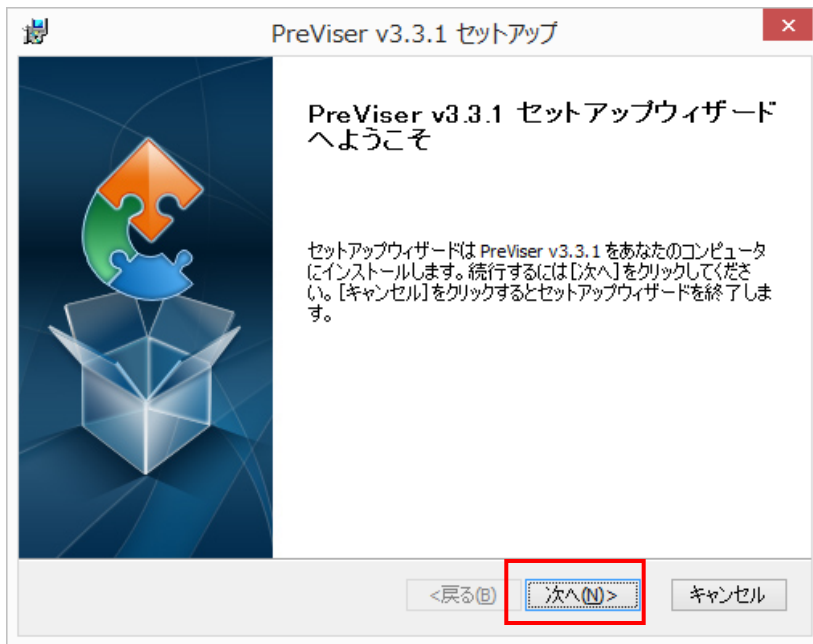 PreViser v3.3.1 セットアップ
PreViser v3.3.1 セットアップウィザード
へようこそ
セットアップウィザードは PreViser v3.3.1 をあなたのコンピュータ
にインストールします。続行するには[次へ]をクリックしてくださ
い。[キャンセル]をクリックするとセットアップウィザードを終了しま
す。
<戻る(B) 次へ(N)> キャンセル